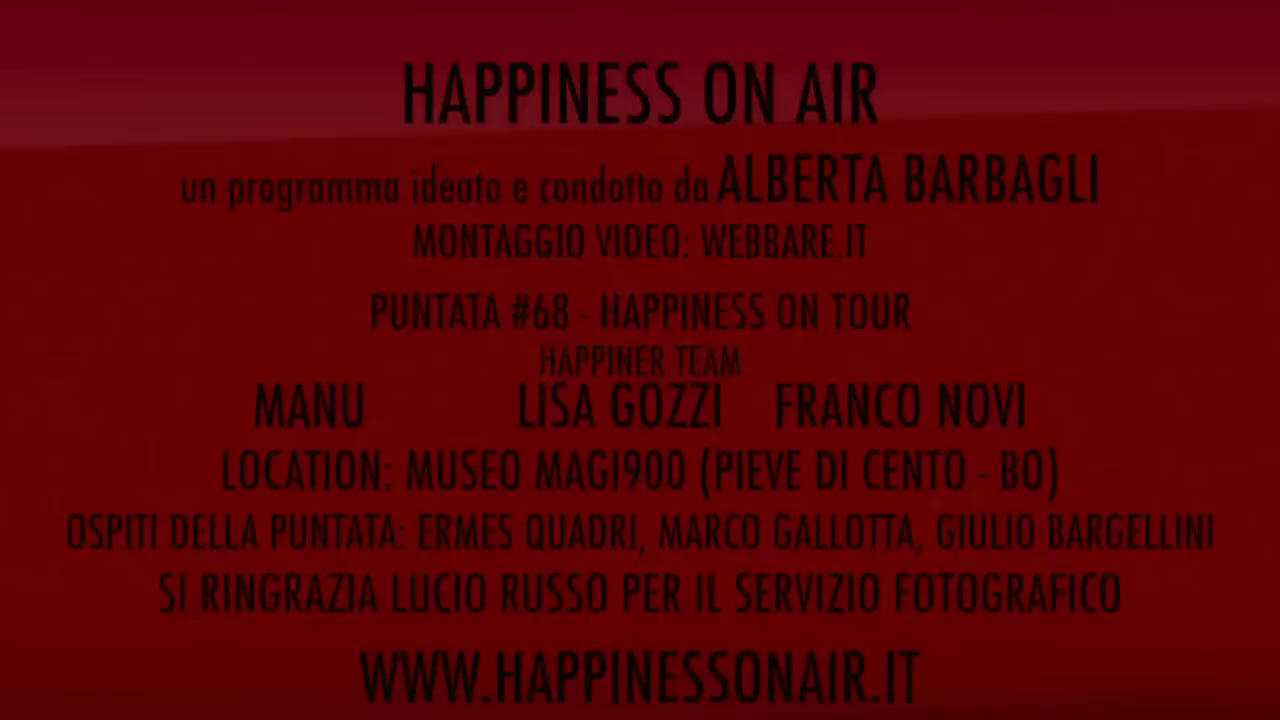 HAPPINESS ON AIR
un programma ideato e condotto da ALBERTA BARBAGLI
MONTAGGIO VIDEO: WEBBARE.IT
PUNTATA #68 - HAPPINESS ON TOUR
HAPPINER TEAM
MANU LISA GOZZI FRANCO NOVI
LOCATION: MUSEO MAGI900 (PIEVE DI CENTO - BO)
OSPITI DELLA PUNTATA: ERMES QUADRI, MARCO GALLOTTA, GIULIO BARGELLINI
SI RINGRAZIA LUCIO RUSSO PER IL SERVIZIO FOTOGRAFICO
WWW.HAPPINESSONAIR.IT